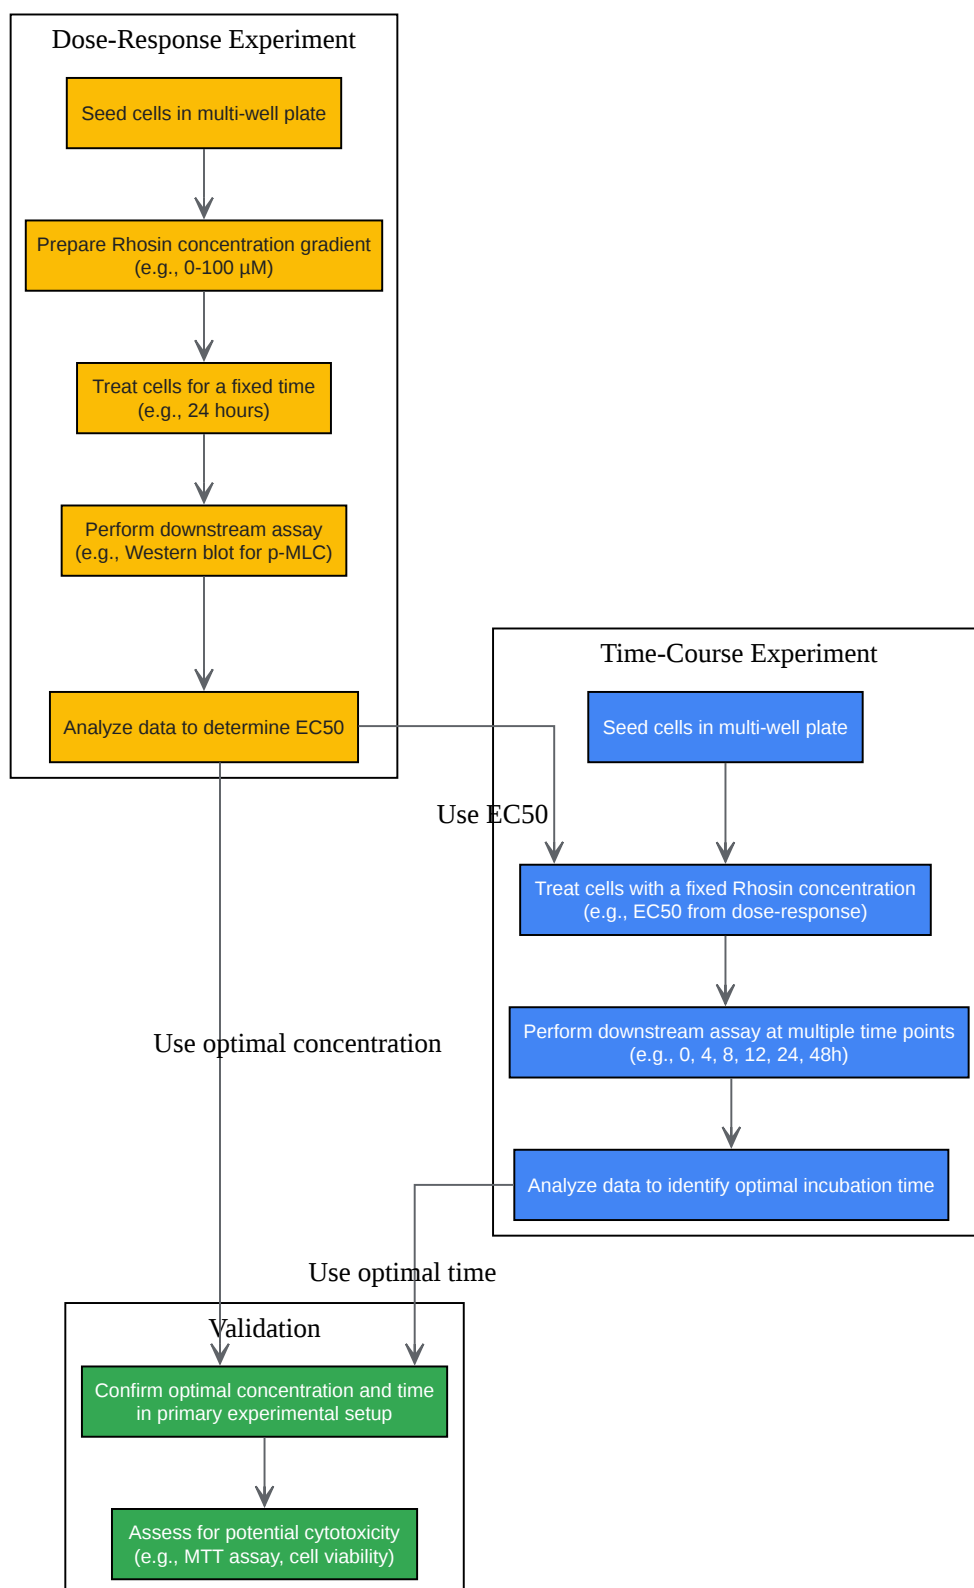 Dose-Response Experiment
Seed cells in multi-well plate
Prepare Rhosin concentration gradient
(e.g., 0-100 µM)
Treat cells for a fixed time
(e.g., 24 hours)
Perform downstream assay
(e.g., Western blot for p-MLC)
Analyze data to determine EC50
Time-Course Experiment
Seed cells in multi-well plate
Use EC50
Treat cells with a fixed Rhosin concentration
(e.g., EC50 from dose-response)
Perform downstream assay at multiple time points
(e.g., 0, 4, 8, 12, 24, 48h)
Analyze data to identify optimal incubation time
Use optimal concentration
Use optimal time
Validation
Confirm optimal concentration and time
in primary experimental setup
Assess for potential cytotoxicity
(e.g., MTT assay, cell viability)